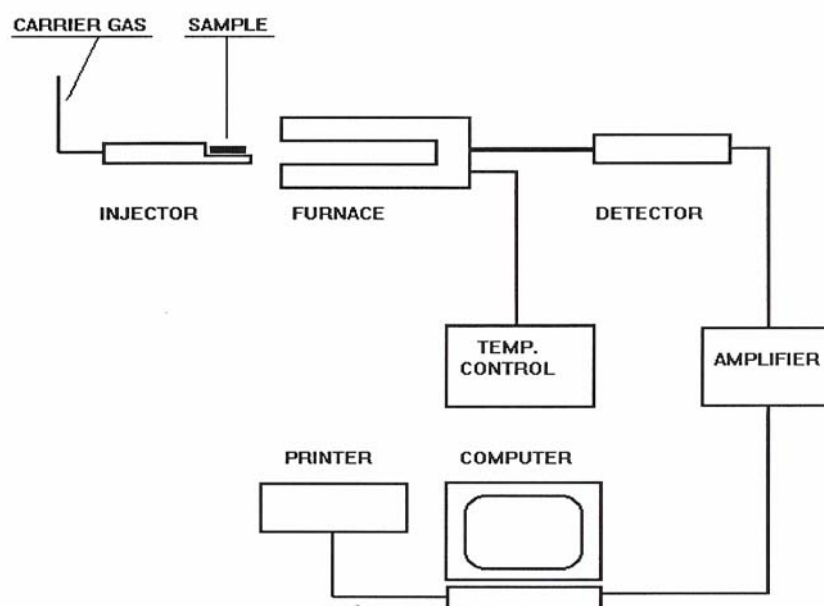 CARRIER GAS
SAMPLE
INJECTOR
FURNACE
DETECTOR
TEMP.
CONTROL
AMPLIFIER
PRINTER
COMPUTER